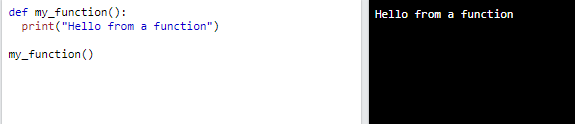 def my_function():
  print("Hello from a function")

my_function()
Hello from a function